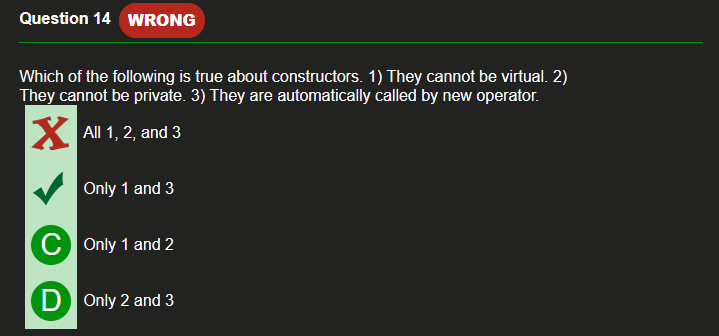 Question 14 WRONG
Which of the following is true about constructors. 1) They cannot be virtual. 2)
They cannot be private. 3) They are automatically called by new operator.
All 1, 2, and 3
Only 1 and 3
C Only 1 and 2
D Only 2 and 3